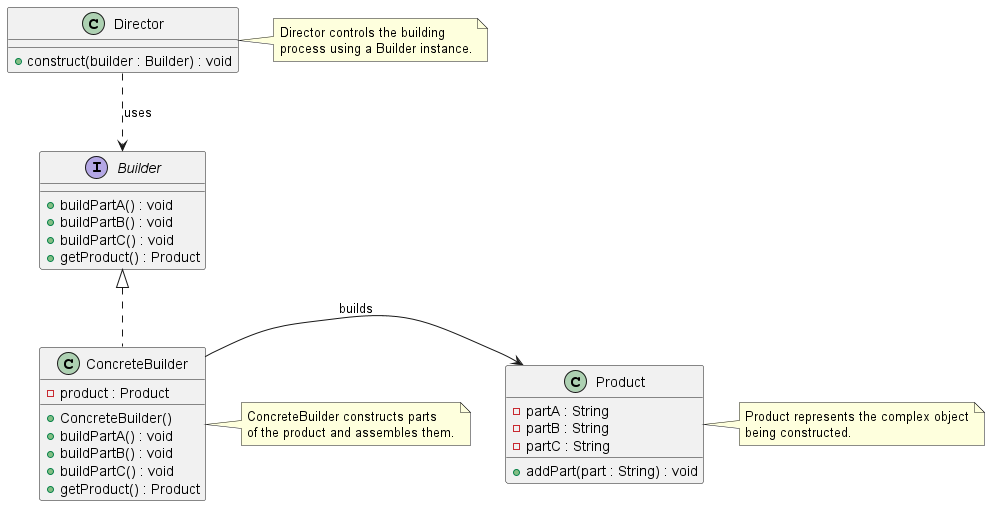 C Director
+ construct(builder : Builder) : void
Director controls the building
process using a Builder instance.
uses
I Builder
buildPartA() : void
buildPartB() : void
buildPartC() : void
getProduct() : Product
builds
C ConcreteBuilder
product : Product
ConcreteBuilder()
buildPartA() : void
buildPartB() : void
buildPartC() : void
getProduct() : Product
ConcreteBuilder constructs parts
of the product and assembles them.
C Product
partA : String
partB : String
partC : String
addPart(part : String) : void
Product represents the complex object
being constructed.